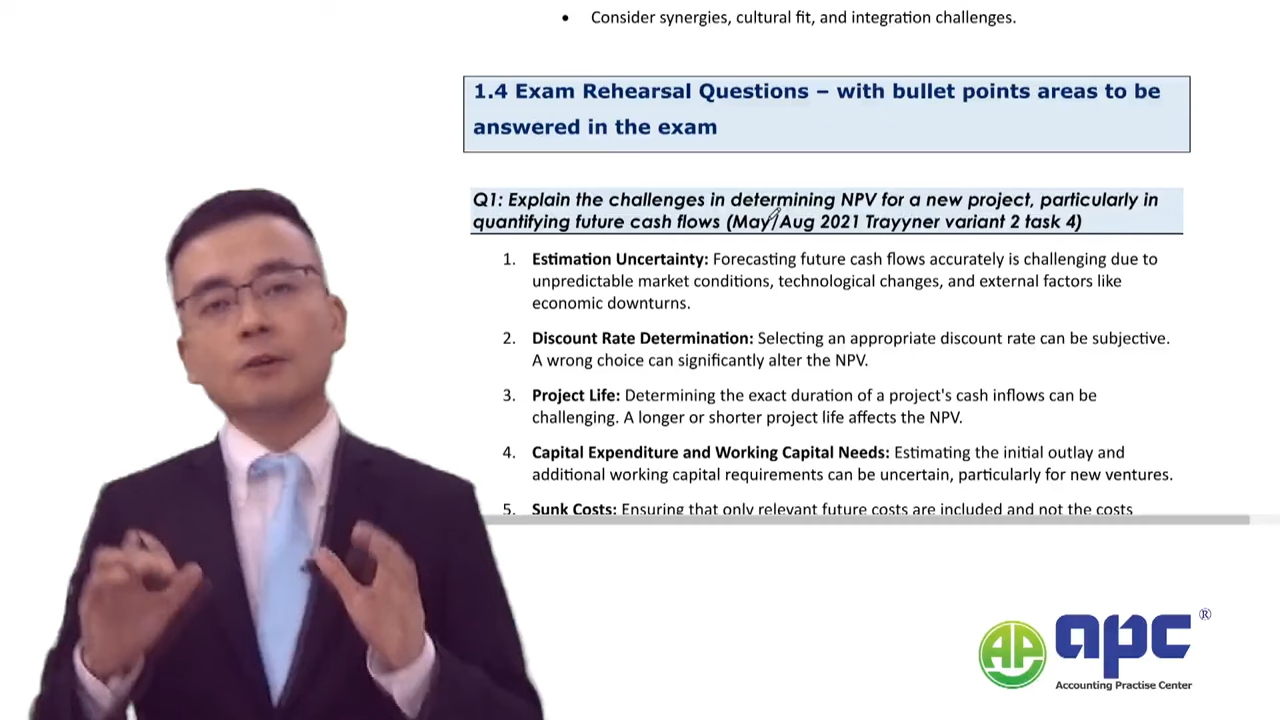 • Consider synergies, cultural fit, and integration challenges.
1.4 Exam Rehearsal Questions – with bullet points areas to be
answered in the exam
Q1: Explain the challenges in determining NPV for a new project, particularly in
quantifying future cash flows (May/Aug 2021 Trayyner variant 2 task 4)
1. Estimation Uncertainty: Forecasting future cash flows accurately is challenging due to
unpredictable market conditions, technological changes, and external factors like
economic downturns.
2. Discount Rate Determination: Selecting an appropriate discount rate can be subjective.
A wrong choice can significantly alter the NPV.
3. Project Life: Determining the exact duration of a project's cash inflows can be
challenging. A longer or shorter project life affects the NPV.
4. Capital Expenditure and Working Capital Needs: Estimating the initial outlay and
additional working capital requirements can be uncertain, particularly for new ventures.
5. Sunk Costs: Ensuring that only relevant future costs are included and not the costs
AP apc ®
Accounting Practise Center